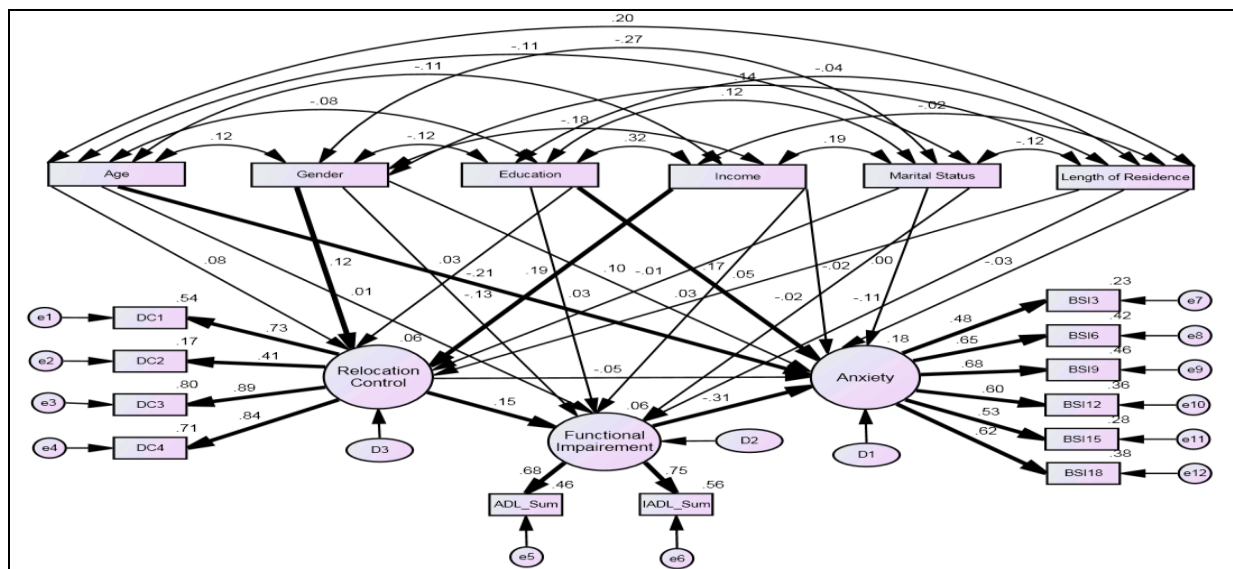 .20
-.11
-.27
-.11
.14
-.04
.12
-.08
-.02
.12
-.12
-.18
.32
.19
-.12
Age
Gender
Education
Income
Marital Status
Length of Residence
.08
.12
.03
-.21
.19
.10
-.01
.17
.05
-.02
.00
-.03
.01
-.13
.03
.03
-.02
-.11
.54
.23
e1
DC1
.73
.48
BSI3
e7
.17
.42
e2
DC2
.41
.06
.18
.65
BSI6
e8
.80
.46
e3
DC3
.89
Relocation
Control
-.05
Anxiety
.68
BSI9
e9
.71
.36
e4
DC4
.84
.15
.06
-.31
.60
BSI12
e10
.28
D3
Functional
Impairment
D2
D1
.53
BSI15
e11
.38
.62
BSI18
e12
.68
.75
.46
.56
ADL_Sum
IADL_Sum
e5
e6